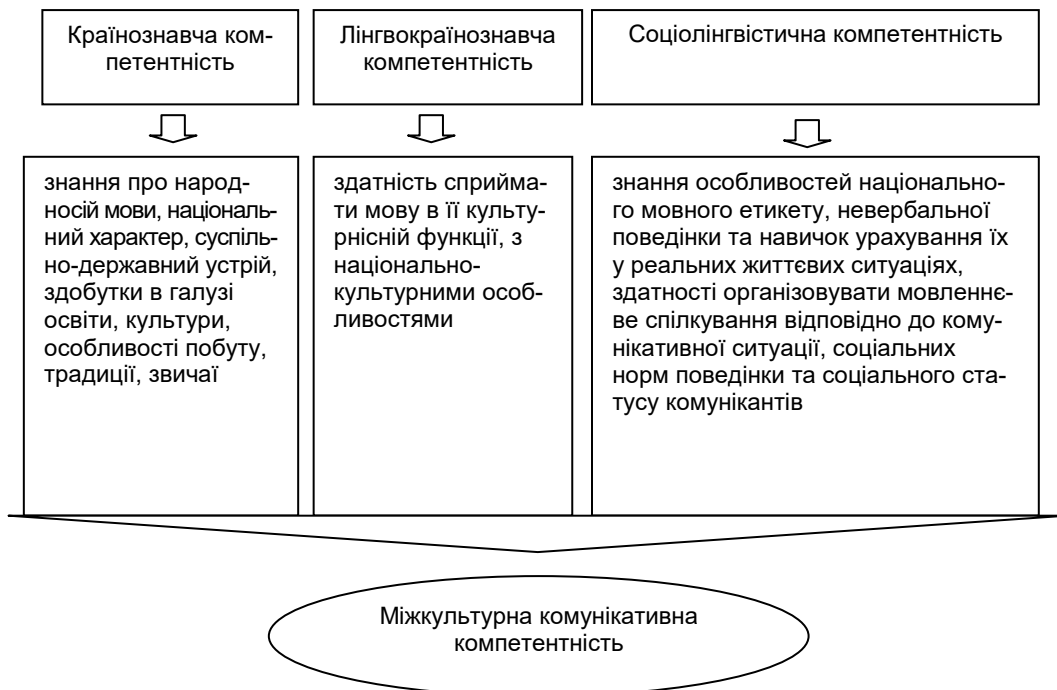 Країнознавча ком-
петентність
Лінгвокраїнознавча
компетентність
Соціолінгвістична компетентність
знання про народ-
носій мови, національ-
ний характер, суспіль-
но-державний устрій,
здобутки в галузі
освіти, культури,
особливості побуту,
традиції, звичаї
здатність сприйма-
ти мову в її культу-
рнісній функції, з
національно-
культурними особ-
ливостями
знання особливостей національно-
го мовного етикету, невербальної
поведінки та навичок урахування їх
у реальних життєвих ситуаціях,
здатності організовувати мовленнє-
ве спілкування відповідно до кому-
нікативної ситуації, соціальних
норм поведінки та соціального ста-
тусу комунікантів
Міжкультурна комунікативна
компетентність